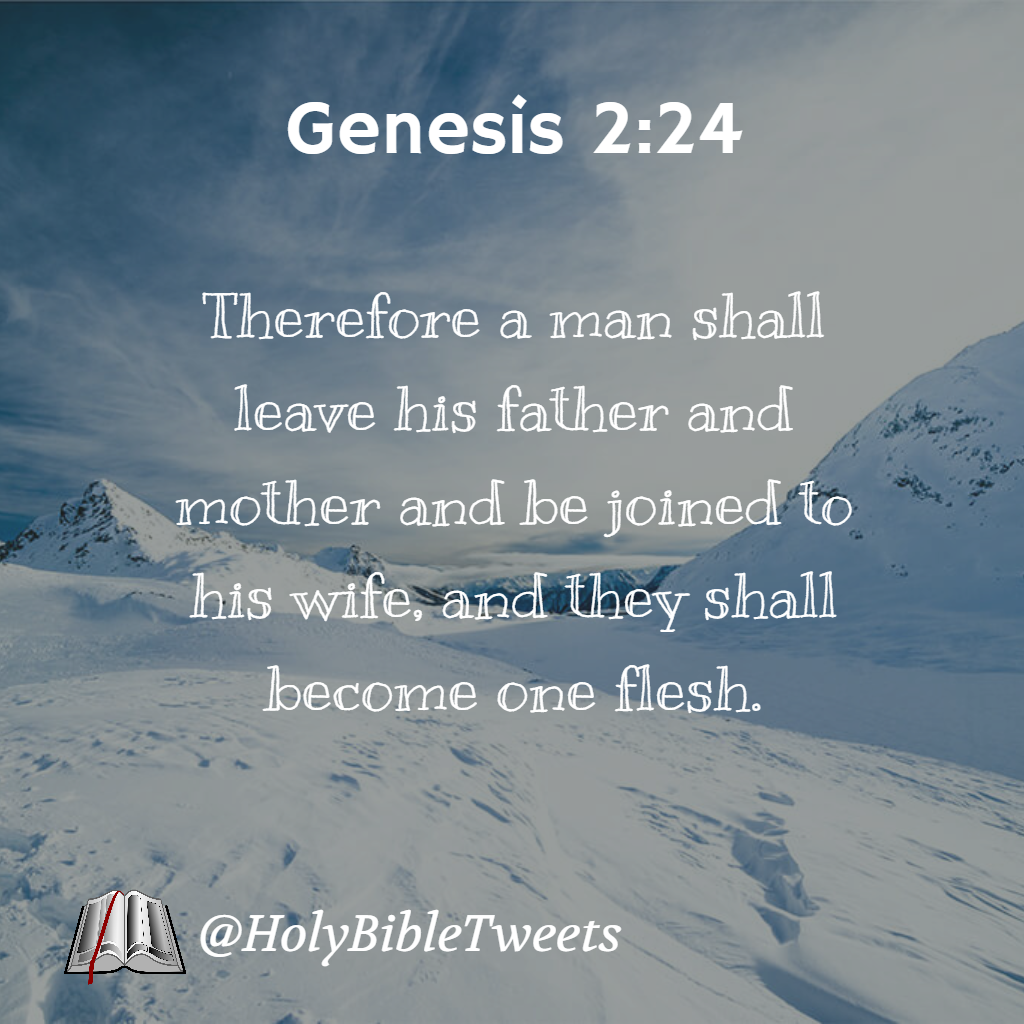 Genesis 2:24
Therefore a man shall
leave his father and
mother and be joined to
his wife, and they shall
become one flesh.
@HolyBibleTweets